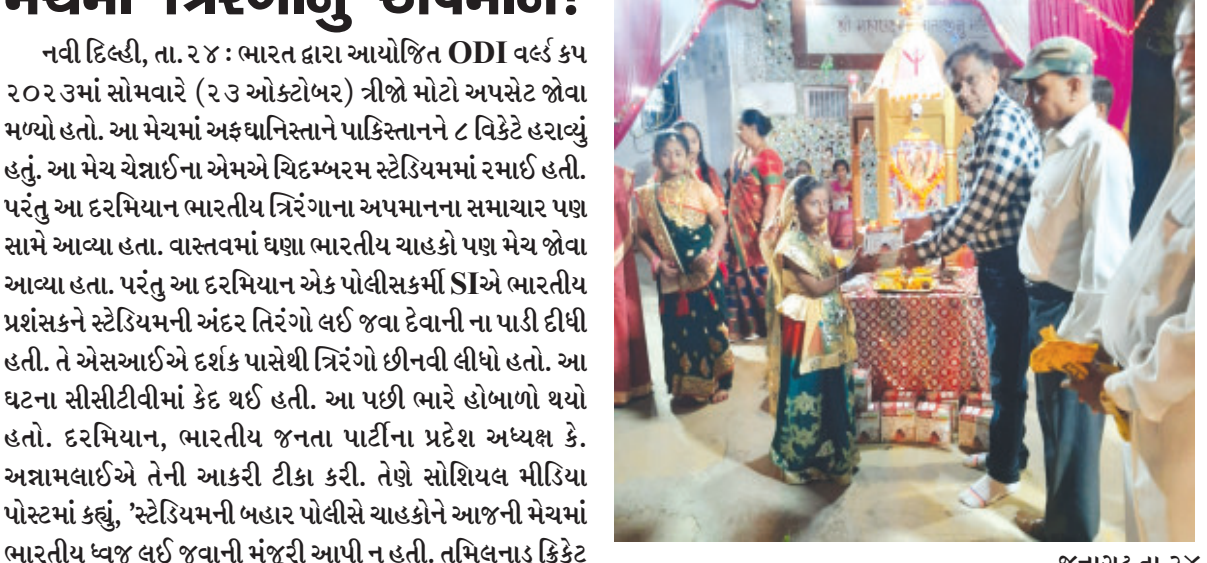 મેચમાં ત્રિરંગાનું અપમાન?
નવી દિલ્હી, તા.૨૪ : ભારત દ્વારા આયોજિત ODI વર્લ્ડ કપ
૨૦૨૩માં સોમવારે (૨૩ ઓક્ટોબર) ત્રીજો મોટો અપસેટ જોવા
મળ્યો હતો. આ મેચમાં અફઘાનિસ્તાને પાકિસ્તાનને ૮ વિકેટે હરાવ્યું
હતું. આ મેચ ચેન્નાઈના એમએ ચિદમ્બરમ સ્ટેડિયમમાં રમાઈ હતી.
પરંતુ આ દરમિયાન ભારતીય ત્રિરંગાના અપમાનના સમાચાર પણ
સામે આવ્યા હતા. વાસ્તવમાં ઘણા ભારતીય ચાહકો પણ મેચ જોવા
આવ્યા હતા. પરંતુ આ દરમિયાન એક પોલીસકર્મી SIએ ભારતીય
પ્રશંસકને સ્ટેડિયમની અંદર તિરંગો લઈ જવા દેવાની ના પાડી દીધી
હતી. તે એસઆઈએ દર્શક પાસેથી ત્રિરંગો છીનવી લીધો હતો. આ
ઘટના સીસીટીવીમાં કેદ થઈ હતી. આ પછી ભારે હોબાળો થયો
હતો. દરમિયાન, ભારતીય જનતા પાર્ટીના પ્રદેશ અધ્યક્ષ કે.
અન્નામલાઈએ તેની આકરી ટીકા કરી. તેણે સોશિયલ મીડિયા
પોસ્ટમાં કહ્યું, 'સ્ટેડિયમની બહાર પોલીસે ચાહકોને આજની મેચમાં
ભારતીય ધ્વજ લઈ જવાની મંજૂરી આપી ન હતી. તમિલનાડુ ક્રિકેટ
શ્રી
જૂનાગઢ તા.૨૪